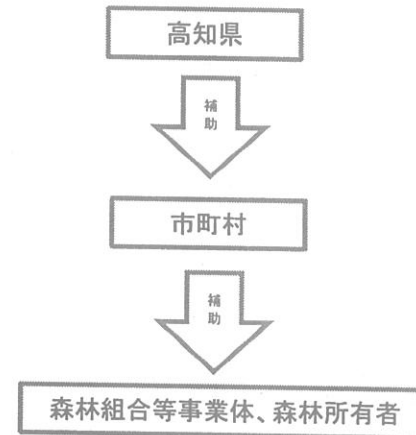 高知県
補助
市町村
補助
森林組合等事業体、森林所有者